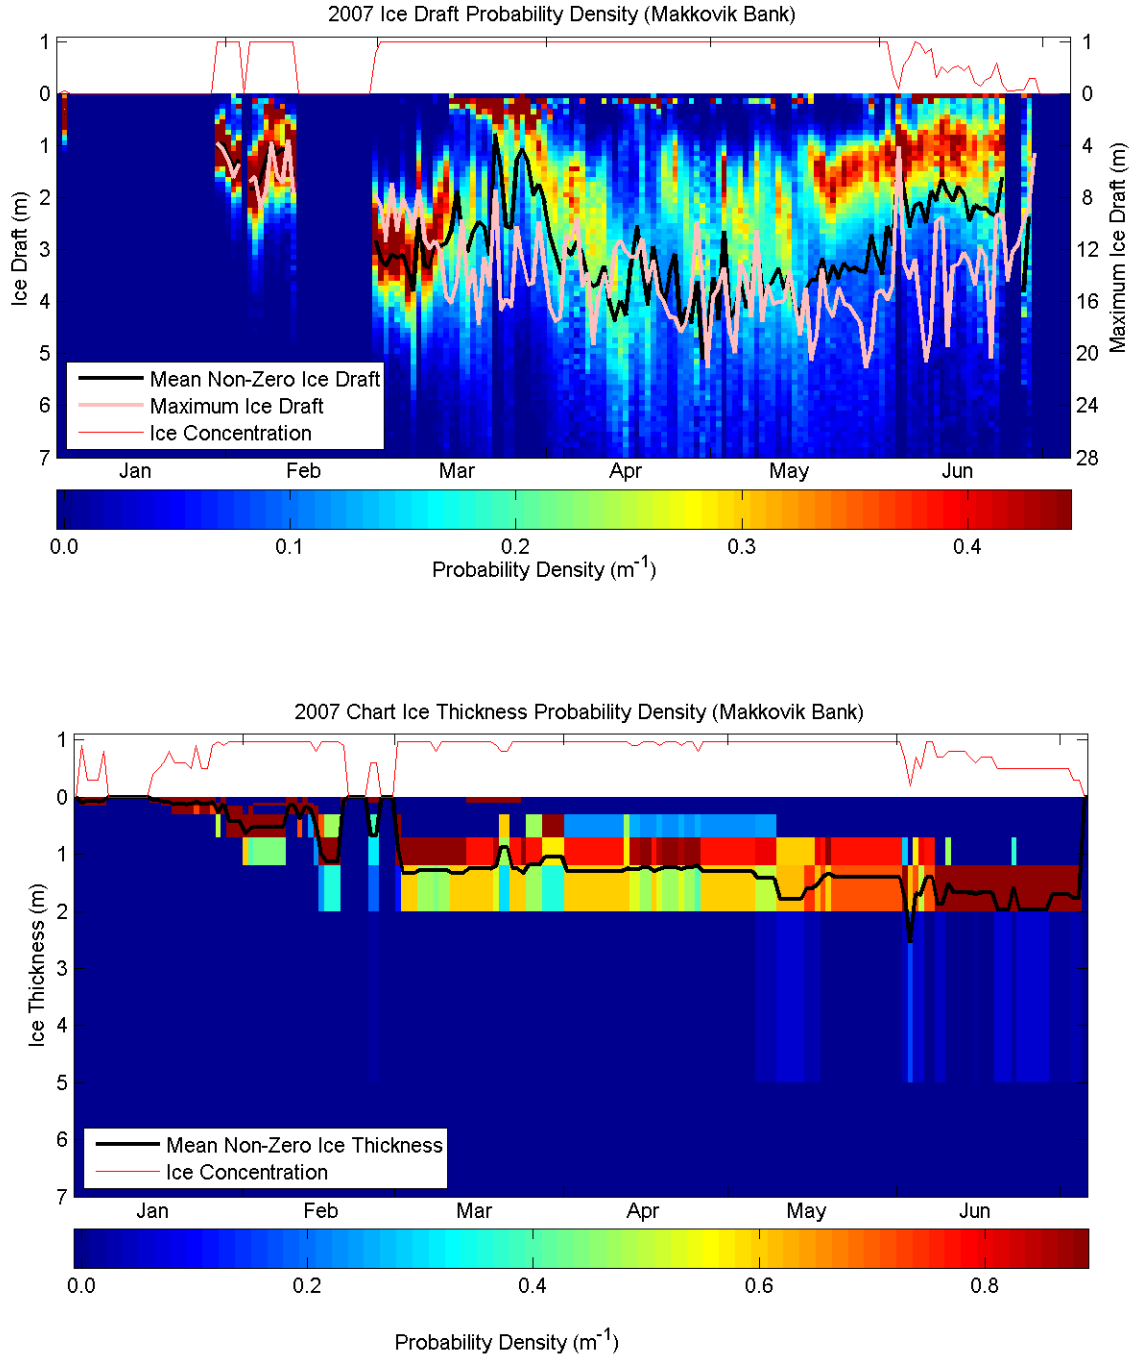 2007 Ice Draft Probability Density (Makkovik Bank)
1
0
1
2
3
4
5
6
7
Ice Draft (m)
1
0
4
8
12
16
20
24
28
Maximum Ice Draft (m)
Mean Non-Zero Ice Draft
Maximum Ice Draft
Ice Concentration
Jan Feb Mar Apr May Jun
0.0 0.1 0.2 0.3 0.4
Probability Density (m⁻¹)
2007 Chart Ice Thickness Probability Density (Makkovik Bank)
1
0
1
2
3
4
5
6
7
Ice Thickness (m)
Mean Non-Zero Ice Thickness
Ice Concentration
Jan Feb Mar Apr May Jun
0.0 0.2 0.4 0.6 0.8
Probability Density (m⁻¹)